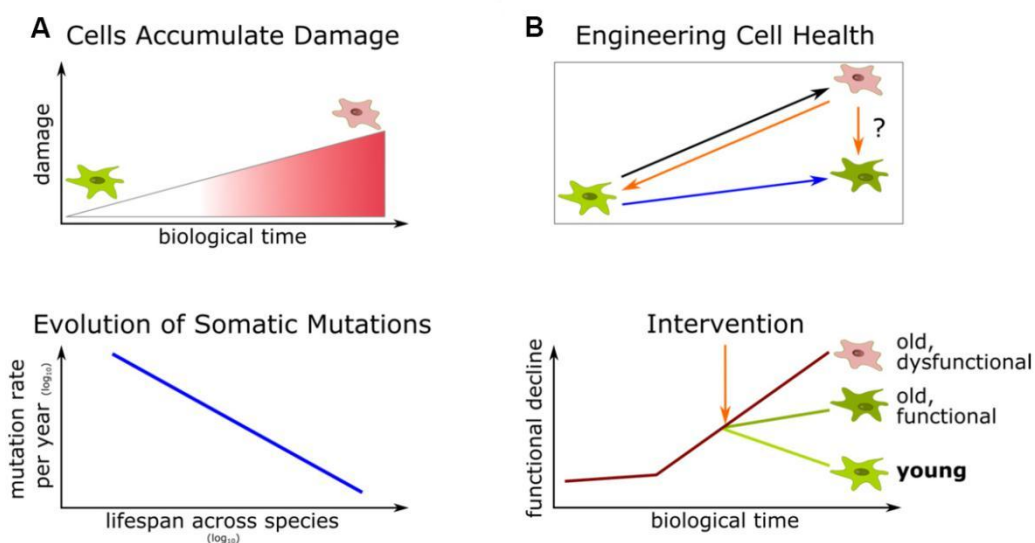 A
Cells Accumulate Damage
damage
biological time
Evolution of Somatic Mutations
mutation rate
per year (log₁₀)
lifespan across species
(log₁₀)
B
Engineering Cell Health
?
Intervention
functional decline
old,
dysfunctional
old,
functional
young
biological time